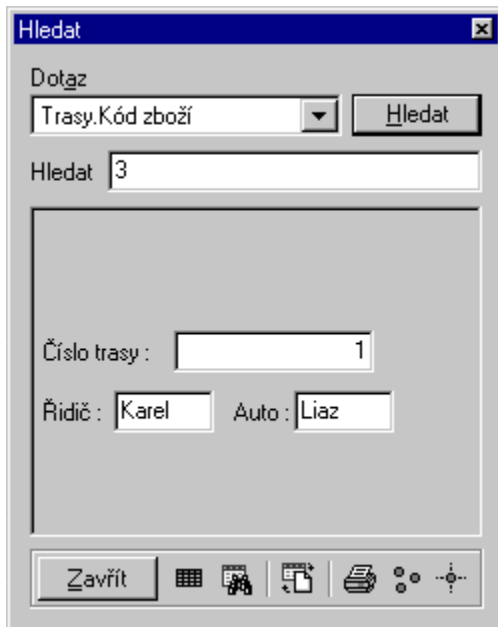 Hledat
Dotaz
Trasy.Kód zboží Hledat
Hledat 3
Číslo trasy : 1
Řidič : Karel Auto : Liaz
Zavřít